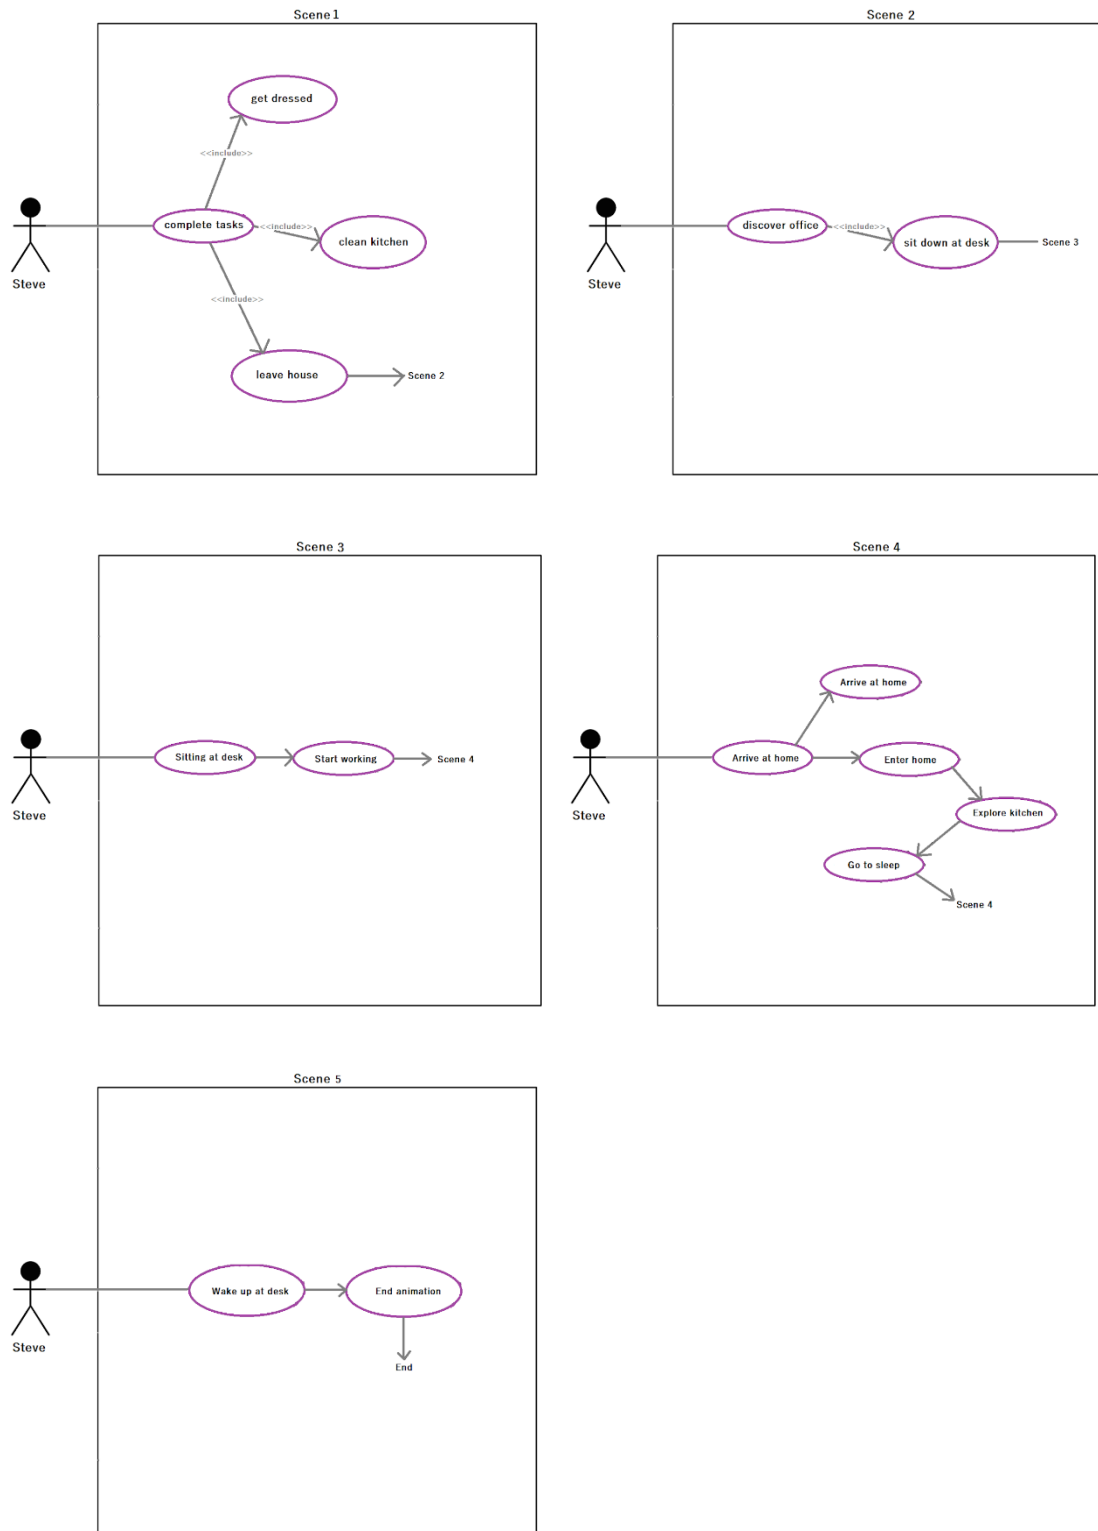 Scene 1
get dressed
<<include>>
complete tasks
<<include>>
clean kitchen
Steve
<<include>>
leave house
Scene 2
Scene 2
discover office
<<include>>
sit down at desk
Scene 3
Steve
Scene 3
Sitting at desk
Start working
Scene 4
Steve
Scene 4
Arrive at home
Arrive at home
Enter home
Explore kitchen
Steve
Go to sleep
Scene 4
Scene 5
Wake up at desk
End animation
Steve
End